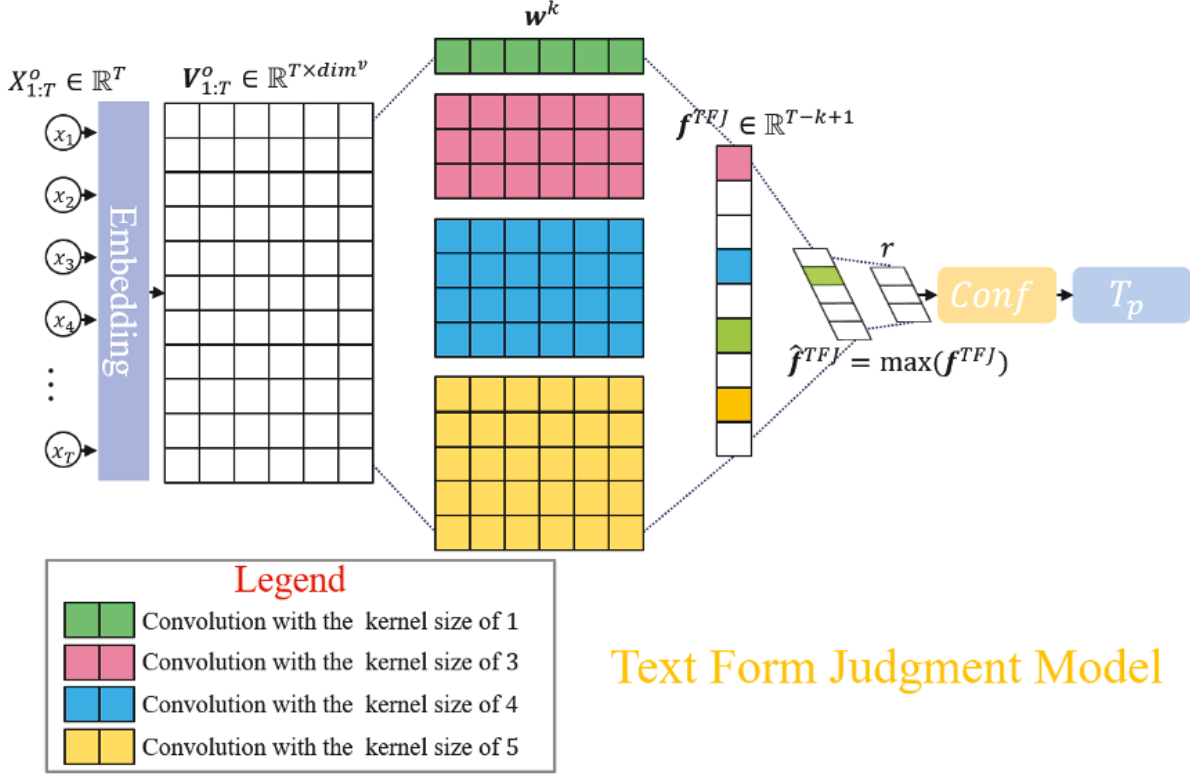 w^k
X^o_{1:T} ∈ ℝ^T
V^o_{1:T} ∈ ℝ^{T×dim^v}
f^{TFJ} ∈ ℝ^{T−k+1}
x_1
x_2
x_3
x_4
...
x_T
Embedding
r
Conf
T_p
f̂^{TFJ} = max(f^{TFJ})
Legend
Convolution with the kernel size of 1
Convolution with the kernel size of 3
Convolution with the kernel size of 4
Convolution with the kernel size of 5
Text Form Judgment Model